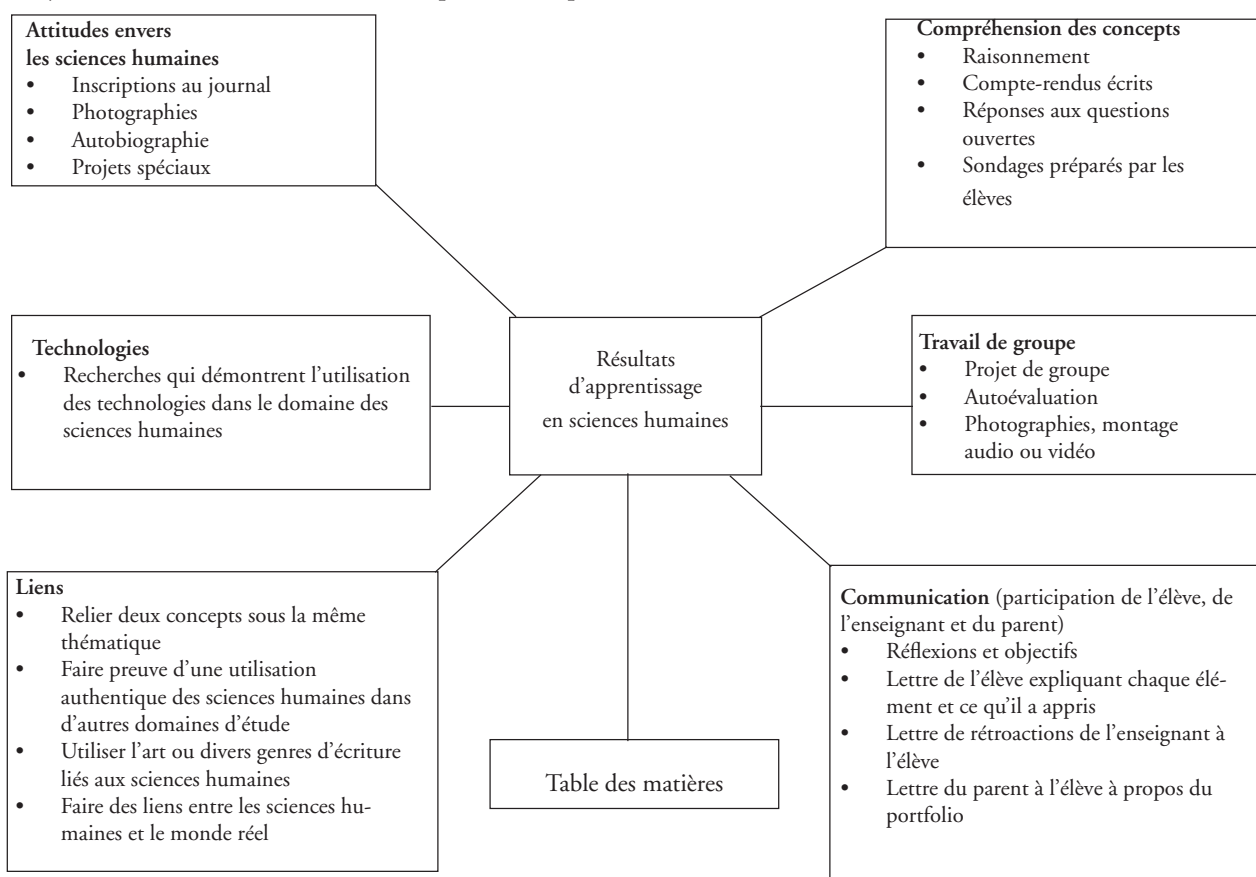 Attitudes envers
les sciences humaines
• Inscriptions au journal
• Photographies
• Autobiographie
• Projets spéciaux
Compréhension des concepts
• Raisonnement
• Compte-rendus écrits
• Réponses aux questions
ouvertes
• Sondages préparés par les
élèves
Technologies
• Recherches qui démontrent l’utilisation
des technologies dans le domaine des
sciences humaines
Résultats
d’apprentissage
en sciences humaines
Travail de groupe
• Projet de groupe
• Autoévaluation
• Photographies, montage
audio ou vidéo
Liens
• Relier deux concepts sous la même
thématique
• Faire preuve d’une utilisation
authentique des sciences humaines dans
d’autres domaines d’étude
• Utiliser l’art ou divers genres d’écriture
liés aux sciences humaines
• Faire des liens entre les sciences hu-
maines et le monde réel
Table des matières
Communication (participation de l’élève, de
l’enseignant et du parent)
• Réflexions et objectifs
• Lettre de l’élève expliquant chaque élé-
ment et ce qu’il a appris
• Lettre de rétroactions de l’enseignant à
l’élève
• Lettre du parent à l’élève à propos du
portfolio